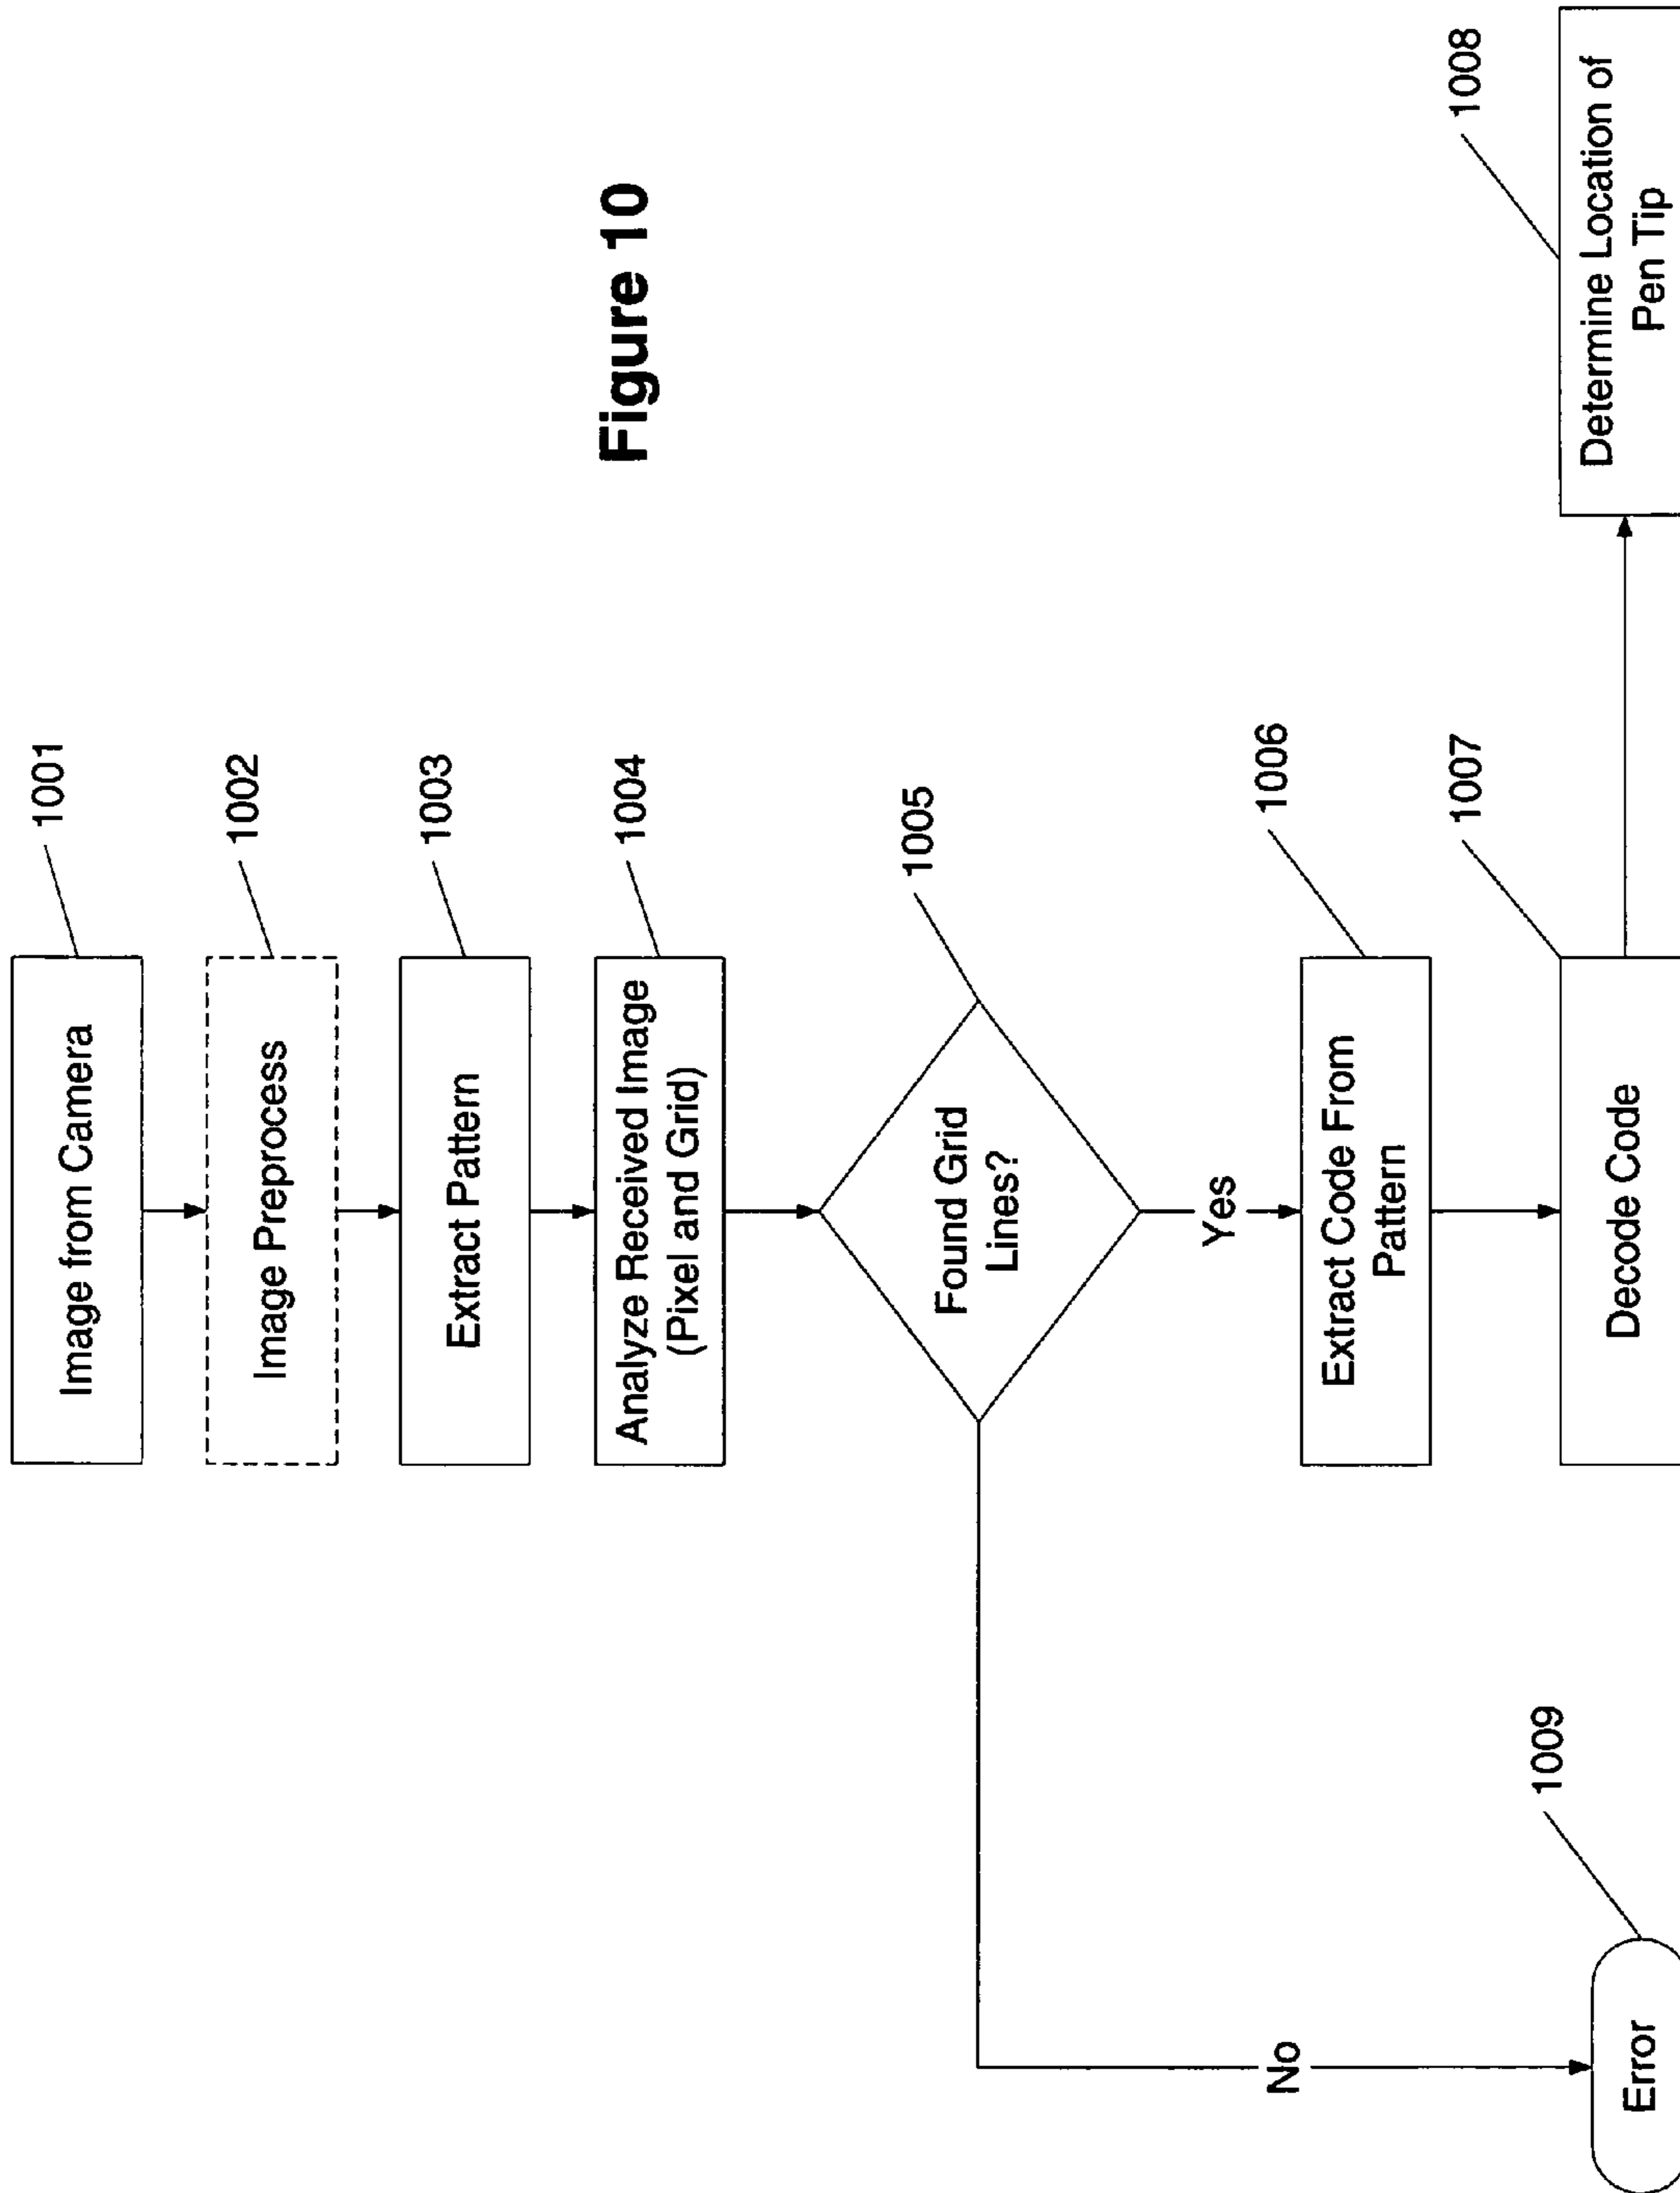 1001
Image from Camera
1002
Image Preprocess
1003
Extract Pattern
1004
Analyze Received Image
(Pixel and Grid)
1005
Found Grid
Lines?
Yes
No
1006
Extract Code From
Pattern
1007
Decode Code
1008
Determine Location of
Pen Tip
1009
Error
Figure 10